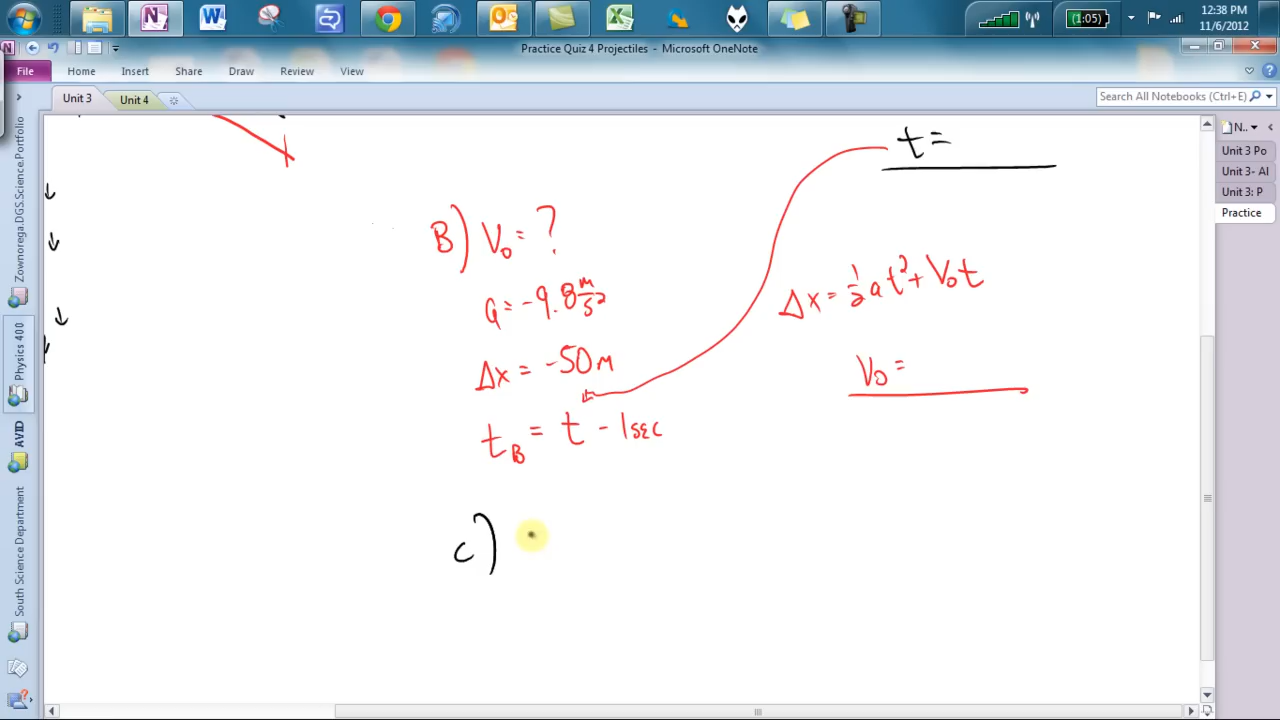 (1:05)
12:38 PM
11/6/2012
Practice Quiz 4 Projectiles - Microsoft OneNote
File Home Insert Share Draw Review View
Unit 3 Unit 4
Search All Notebooks (Ctrl+E)
N..
Unit 3 Po
Unit 3- Al
Unit 3: P
Practice
Zownorega.DGS.Science.Portfolio
Physics 400
AVID
South Science Department
t =
B) V₀ = ?
a = -9.8 m/s²
Δx = ½at² + V₀t
Δx = -50m
V₀ =
t_B = t - 1sec
C)